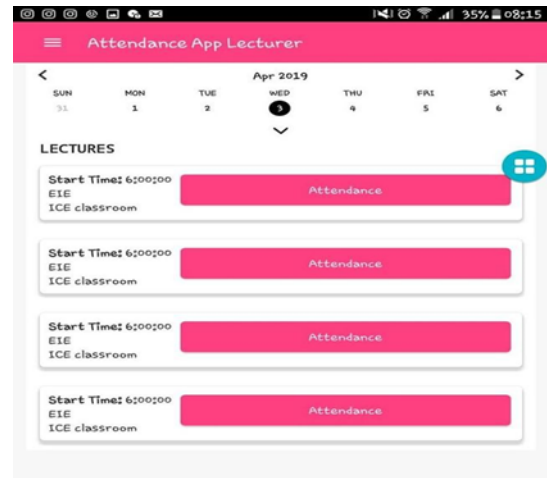 35% 08:15
Attendance App Lecturer
< Apr 2019 >
SUN MON TUE WED THU FRI SAT
31 1 2 3 4 5 6
LECTURES
Start Time: 6:00:00
EIE
ICE classroom
Attendance
Start Time: 6:00:00
EIE
ICE classroom
Attendance
Start Time: 6:00:00
EIE
ICE classroom
Attendance
Start Time: 6:00:00
EIE
ICE classroom
Attendance